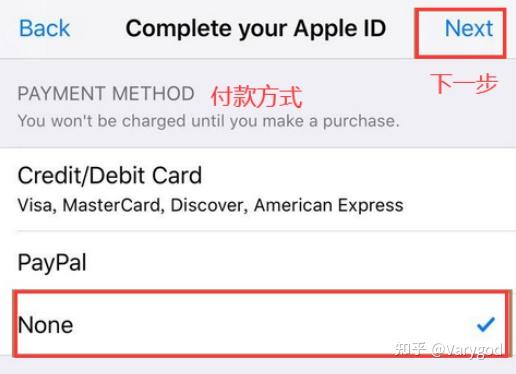 Back Complete your Apple ID Next
下一步
PAYMENT METHOD 付款方式
You won't be charged until you make a purchase.
Credit/Debit Card
Visa, MasterCard, Discover, American Express
PayPal
None
知乎 @Varygod